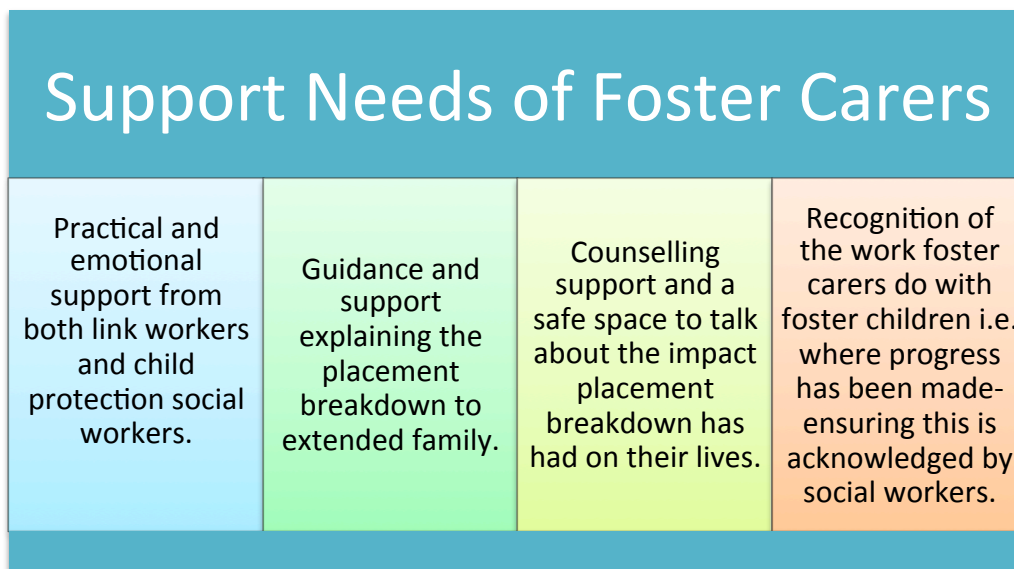 Support Needs of Foster Carers
Practical and
emotional
support from
both link workers
and child
protection social
workers.
Guidance and
support
explaining the
placement
breakdown to
extended family.
Counselling
support and a
safe space to talk
about the impact
placement
breakdown has
had on their lives.
Recognition of
the work foster
carers do with
foster children i.e.
where progress
has been made-
ensuring this is
acknowledged by
social workers.